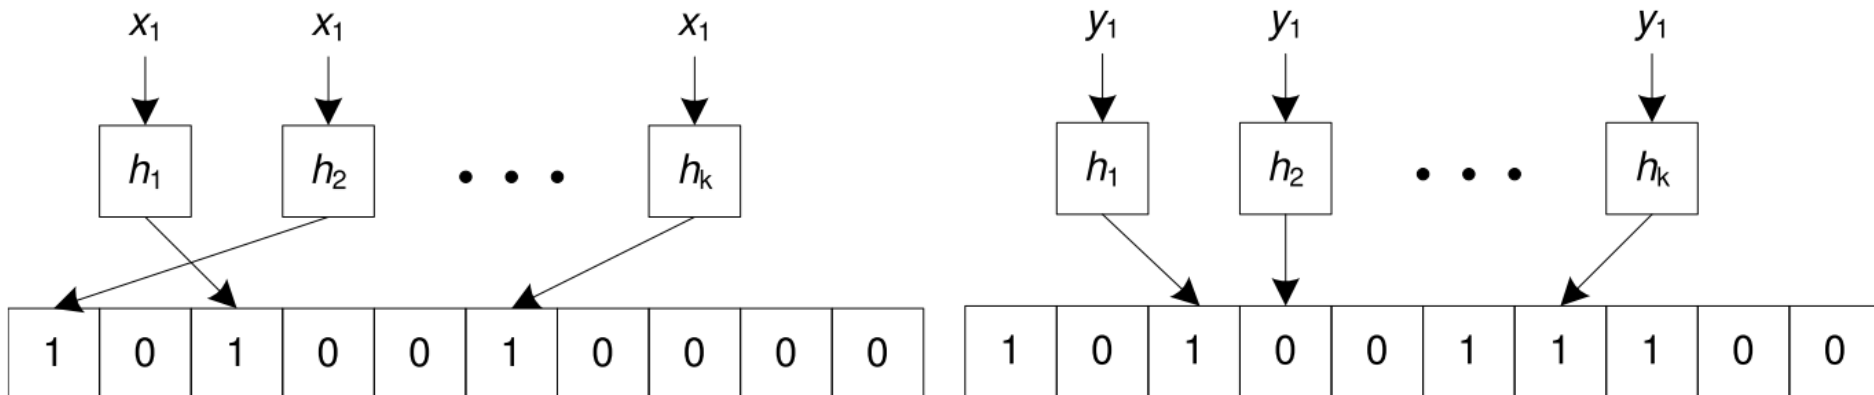 x₁ x₁ x₁
h₁ h₂ • • • hₖ
1 0 1 0 0 1 0 0 0 0
y₁ y₁ y₁
h₁ h₂ • • • hₖ
1 0 1 0 0 1 1 1 0 0